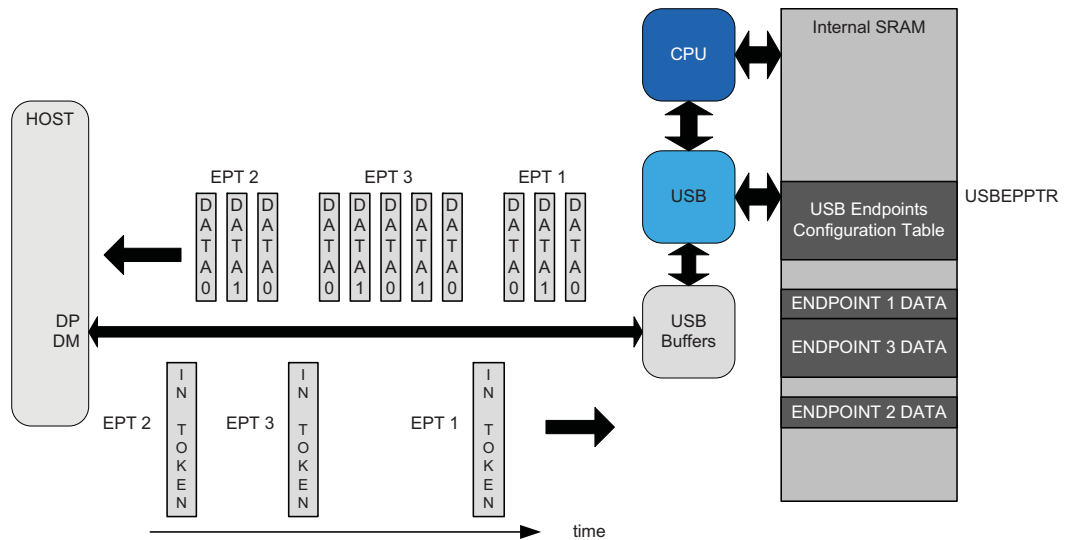 Internal SRAM
CPU
HOST
EPT 2
EPT 3
EPT 1
USB
USB Endpoints
Configuration Table
USBEPPTR
DATA0
DATA1
DATA0
DATA0
DATA1
DATA0
DATA1
DATA0
DATA0
DATA1
DATA0
DP
DM
USB
Buffers
ENDPOINT 1 DATA
ENDPOINT 3 DATA
ENDPOINT 2 DATA
EPT 2
IN TOKEN
EPT 3
IN TOKEN
EPT 1
IN TOKEN
time